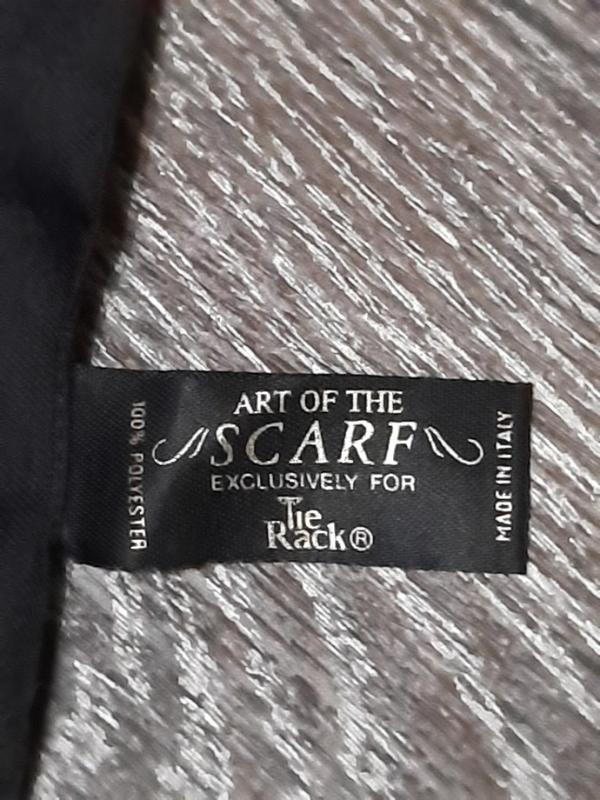 ART OF THE
SCARF
EXCLUSIVELY FOR
Tie
Rack®
100% POLYESTER
MADE IN ITALY